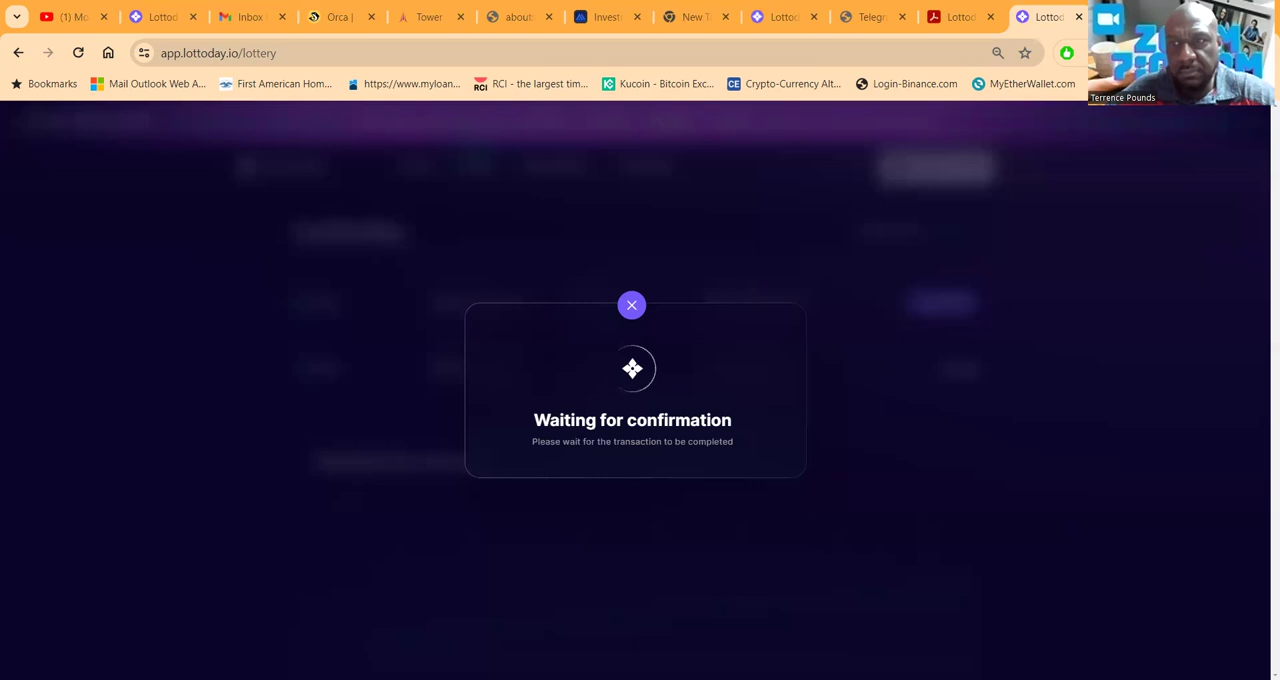 (1) Mo
Lottod
Inbox
Orca |
Tower
about:
Invest
New T
Lottod
Telegr
Lottod
Lottod
app.lottoday.io/lottery
Bookmarks
Mail Outlook Web A...
First American Hom...
https://www.myloan...
RCI
RCI - the largest tim...
Kucoin - Bitcoin Exc...
CE
Crypto-Currency Alt...
Login-Binance.com
MyEtherWallet.com
Terrence Pounds
Waiting for confirmation
Please wait for the transaction to be completed